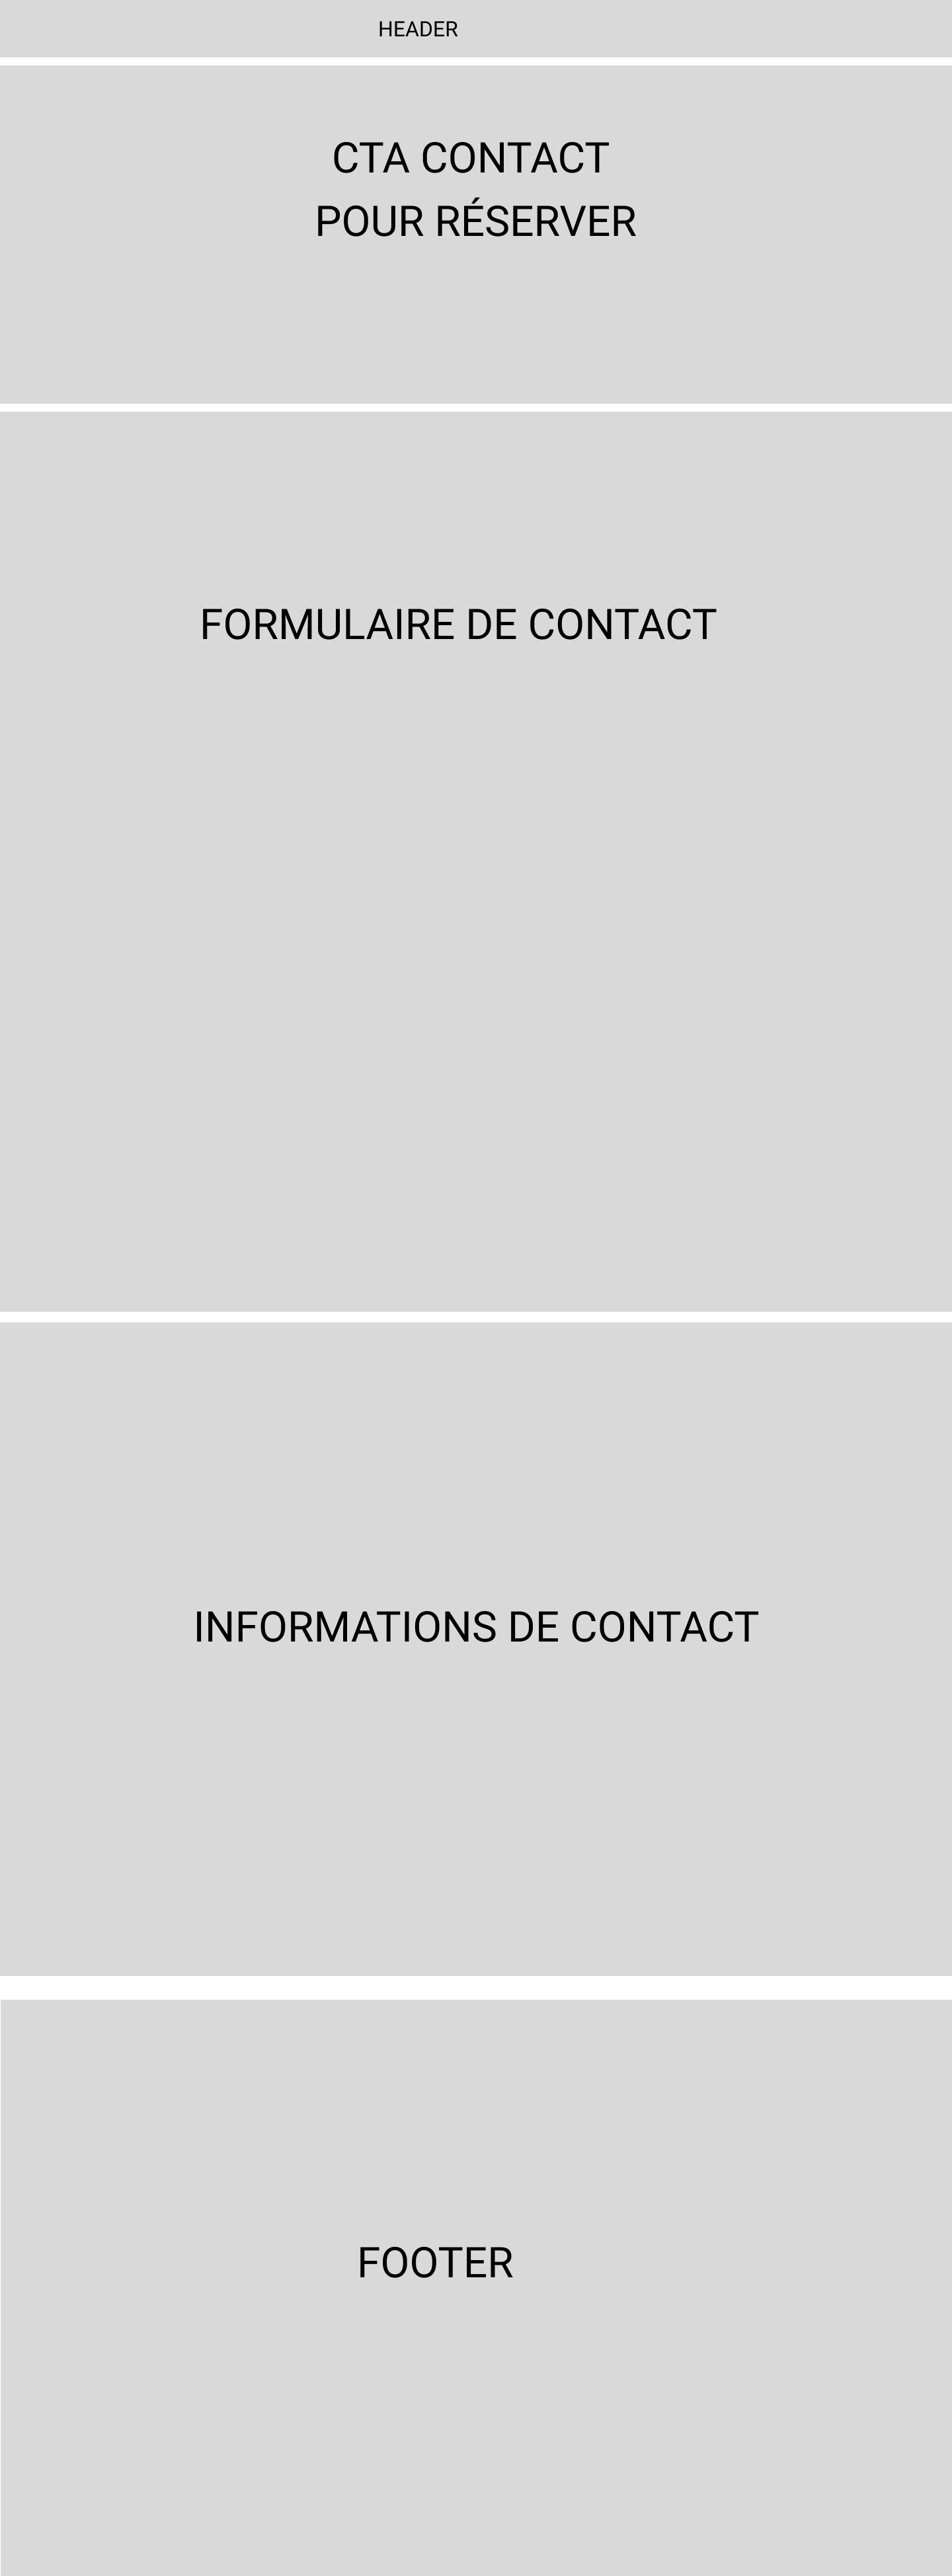 HEADER
CTA CONTACT
POUR RÉSERVER
FORMULAIRE DE CONTACT
INFORMATIONS DE CONTACT
FOOTER